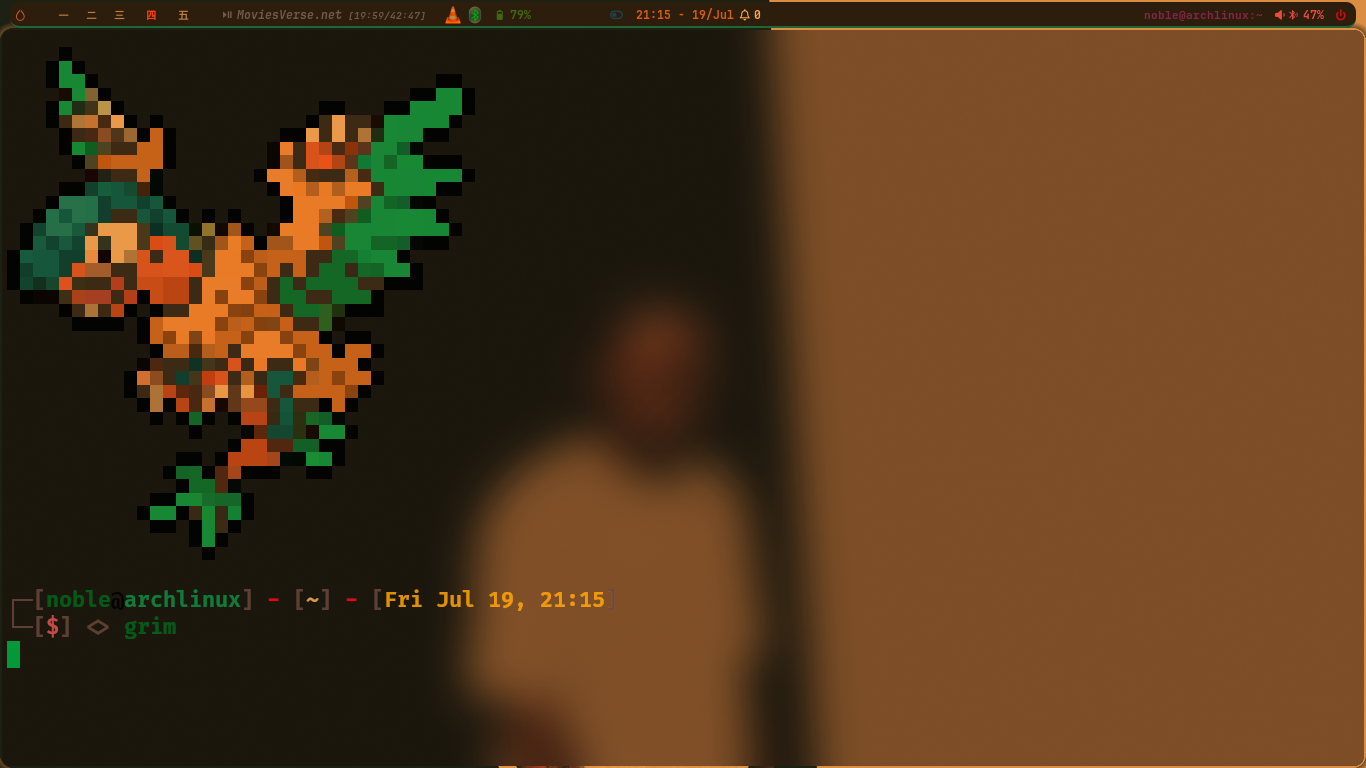 一 二 三 四 五 MoviesVerse.net [19:59/42:47] 79% 21:15 - 19/Jul 0 noble@archlinux:~ 47%
[noble@archlinux] - [~] - [Fri Jul 19, 21:15]
[$] <> grim